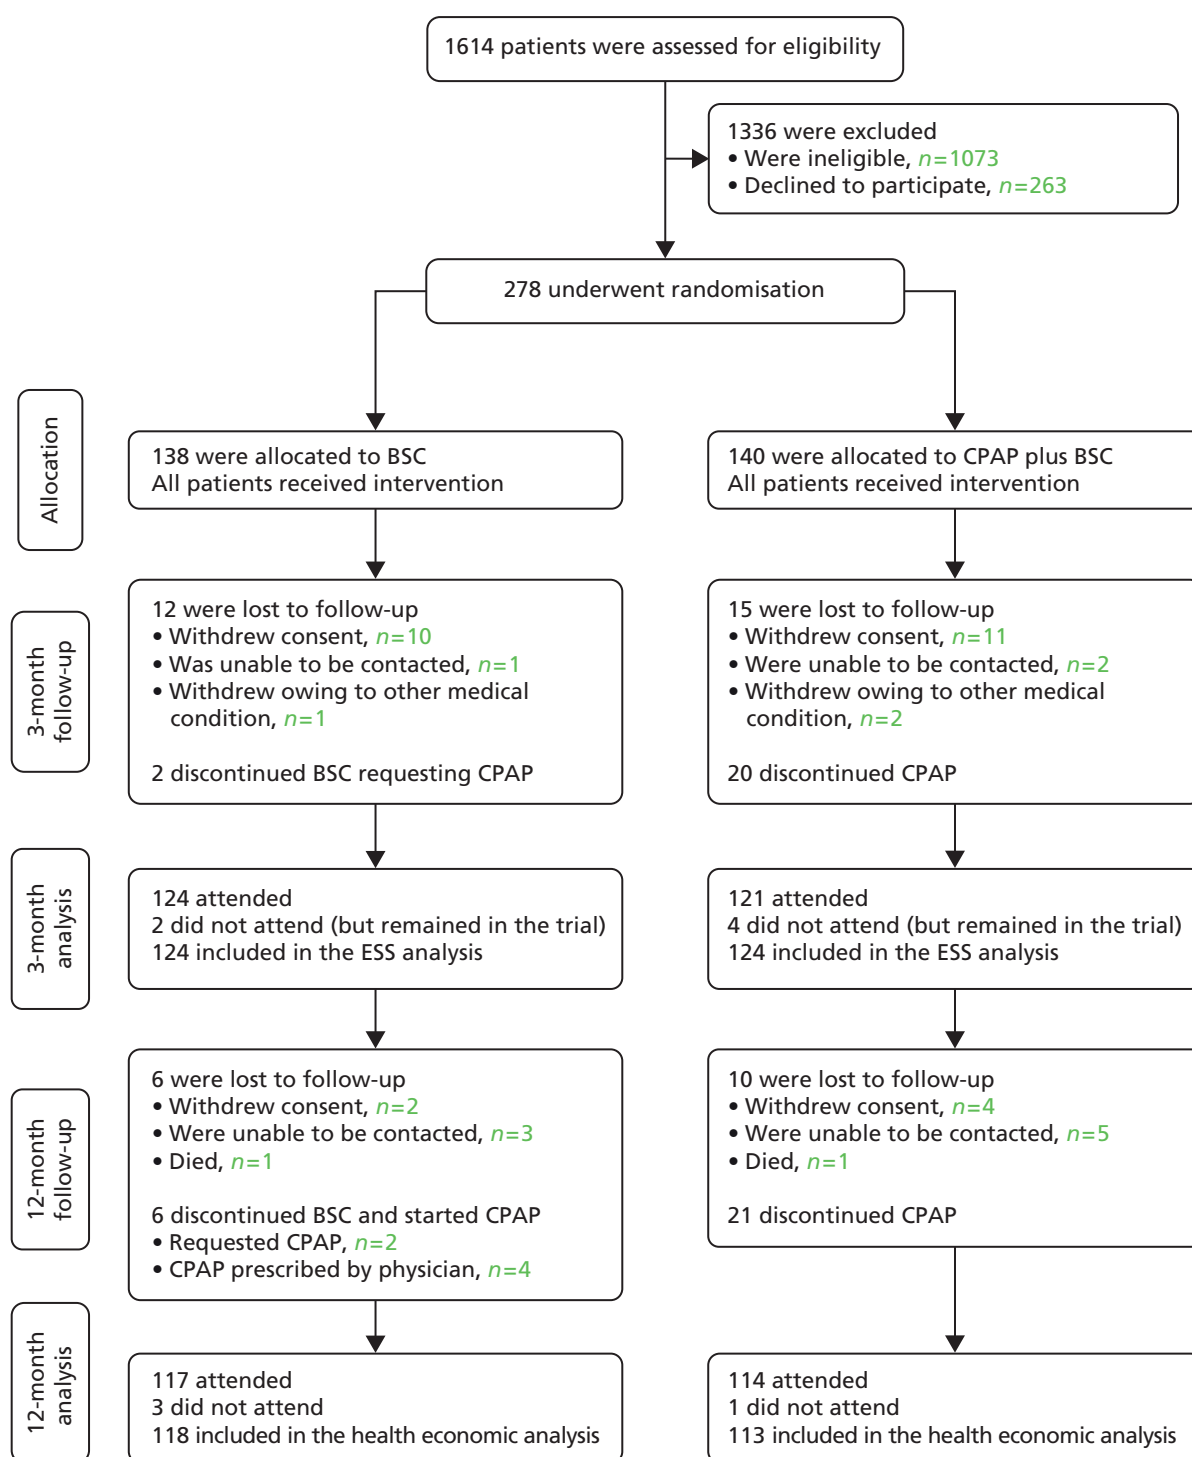 1614 patients were assessed for eligibility
1336 were excluded
• Were ineligible, n=1073
• Declined to participate, n=263
278 underwent randomisation
Allocation
138 were allocated to BSC
All patients received intervention
140 were allocated to CPAP plus BSC
All patients received intervention
3-month
follow-up
12 were lost to follow-up
• Withdrew consent, n=10
• Was unable to be contacted, n=1
• Withdrew owing to other medical
condition, n=1
2 discontinued BSC requesting CPAP
15 were lost to follow-up
• Withdrew consent, n=11
• Were unable to be contacted, n=2
• Withdrew owing to other medical
condition, n=2
20 discontinued CPAP
3-month
analysis
124 attended
2 did not attend (but remained in the trial)
124 included in the ESS analysis
121 attended
4 did not attend (but remained in the trial)
124 included in the ESS analysis
12-month
follow-up
6 were lost to follow-up
• Withdrew consent, n=2
• Were unable to be contacted, n=3
• Died, n=1
6 discontinued BSC and started CPAP
• Requested CPAP, n=2
• CPAP prescribed by physician, n=4
10 were lost to follow-up
• Withdrew consent, n=4
• Were unable to be contacted, n=5
• Died, n=1
21 discontinued CPAP
12-month
analysis
117 attended
3 did not attend
118 included in the health economic analysis
114 attended
1 did not attend
113 included in the health economic analysis